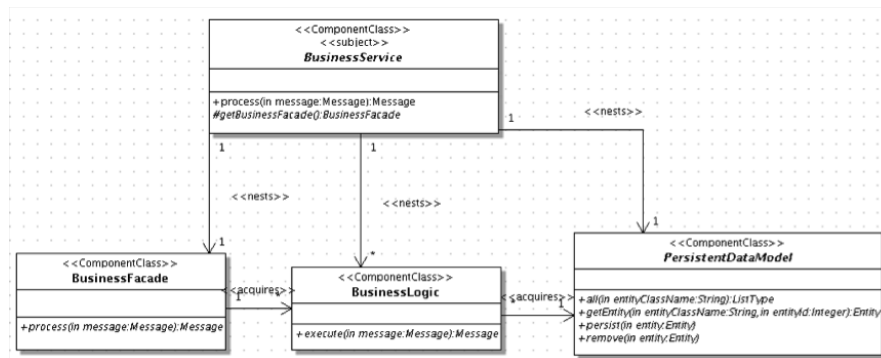 <<ComponentClass>>
<<subject>>
BusinessService
+process(in message:Message):Message
#getBusinessFacade():BusinessFacade
1
1
1
<<nests>>
<<nests>>
<<nests>>
1
*
1
<<ComponentClass>>
BusinessFacade
+process(in message:Message):Message
<<acquires>>
1
*
<<ComponentClass>>
BusinessLogic
+execute(in message:Message):Message
<<acquires>>
*
1
<<ComponentClass>>
PersistentDataModel
+all(in entityClassName:String):ListType
+getEntity(in entityClassName:String,in entityId:Integer):Entity
+persist(in entity:Entity)
+remove(in entity:Entity)